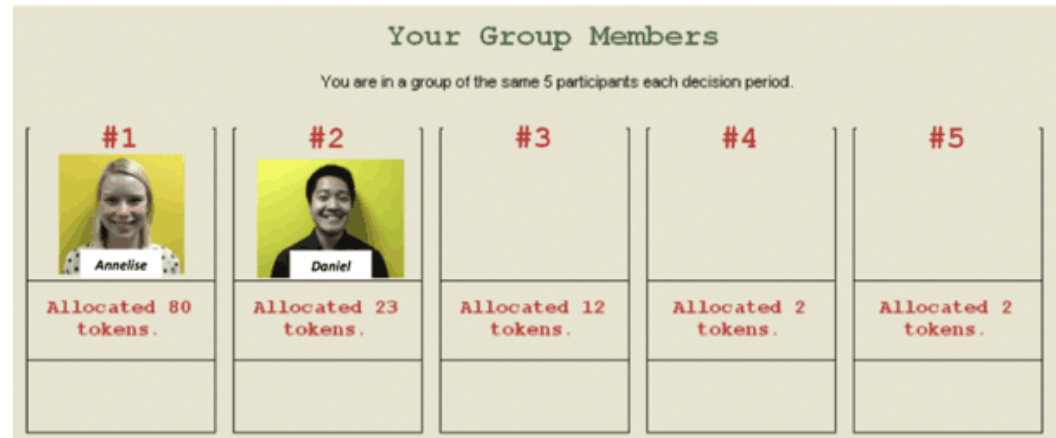 Your Group Members
You are in a group of the same 5 participants each decision period.
#1
#2
#3
#4
#5
Annelise
Daniel
Allocated 80
tokens.
Allocated 23
tokens.
Allocated 12
tokens.
Allocated 2
tokens.
Allocated 2
tokens.